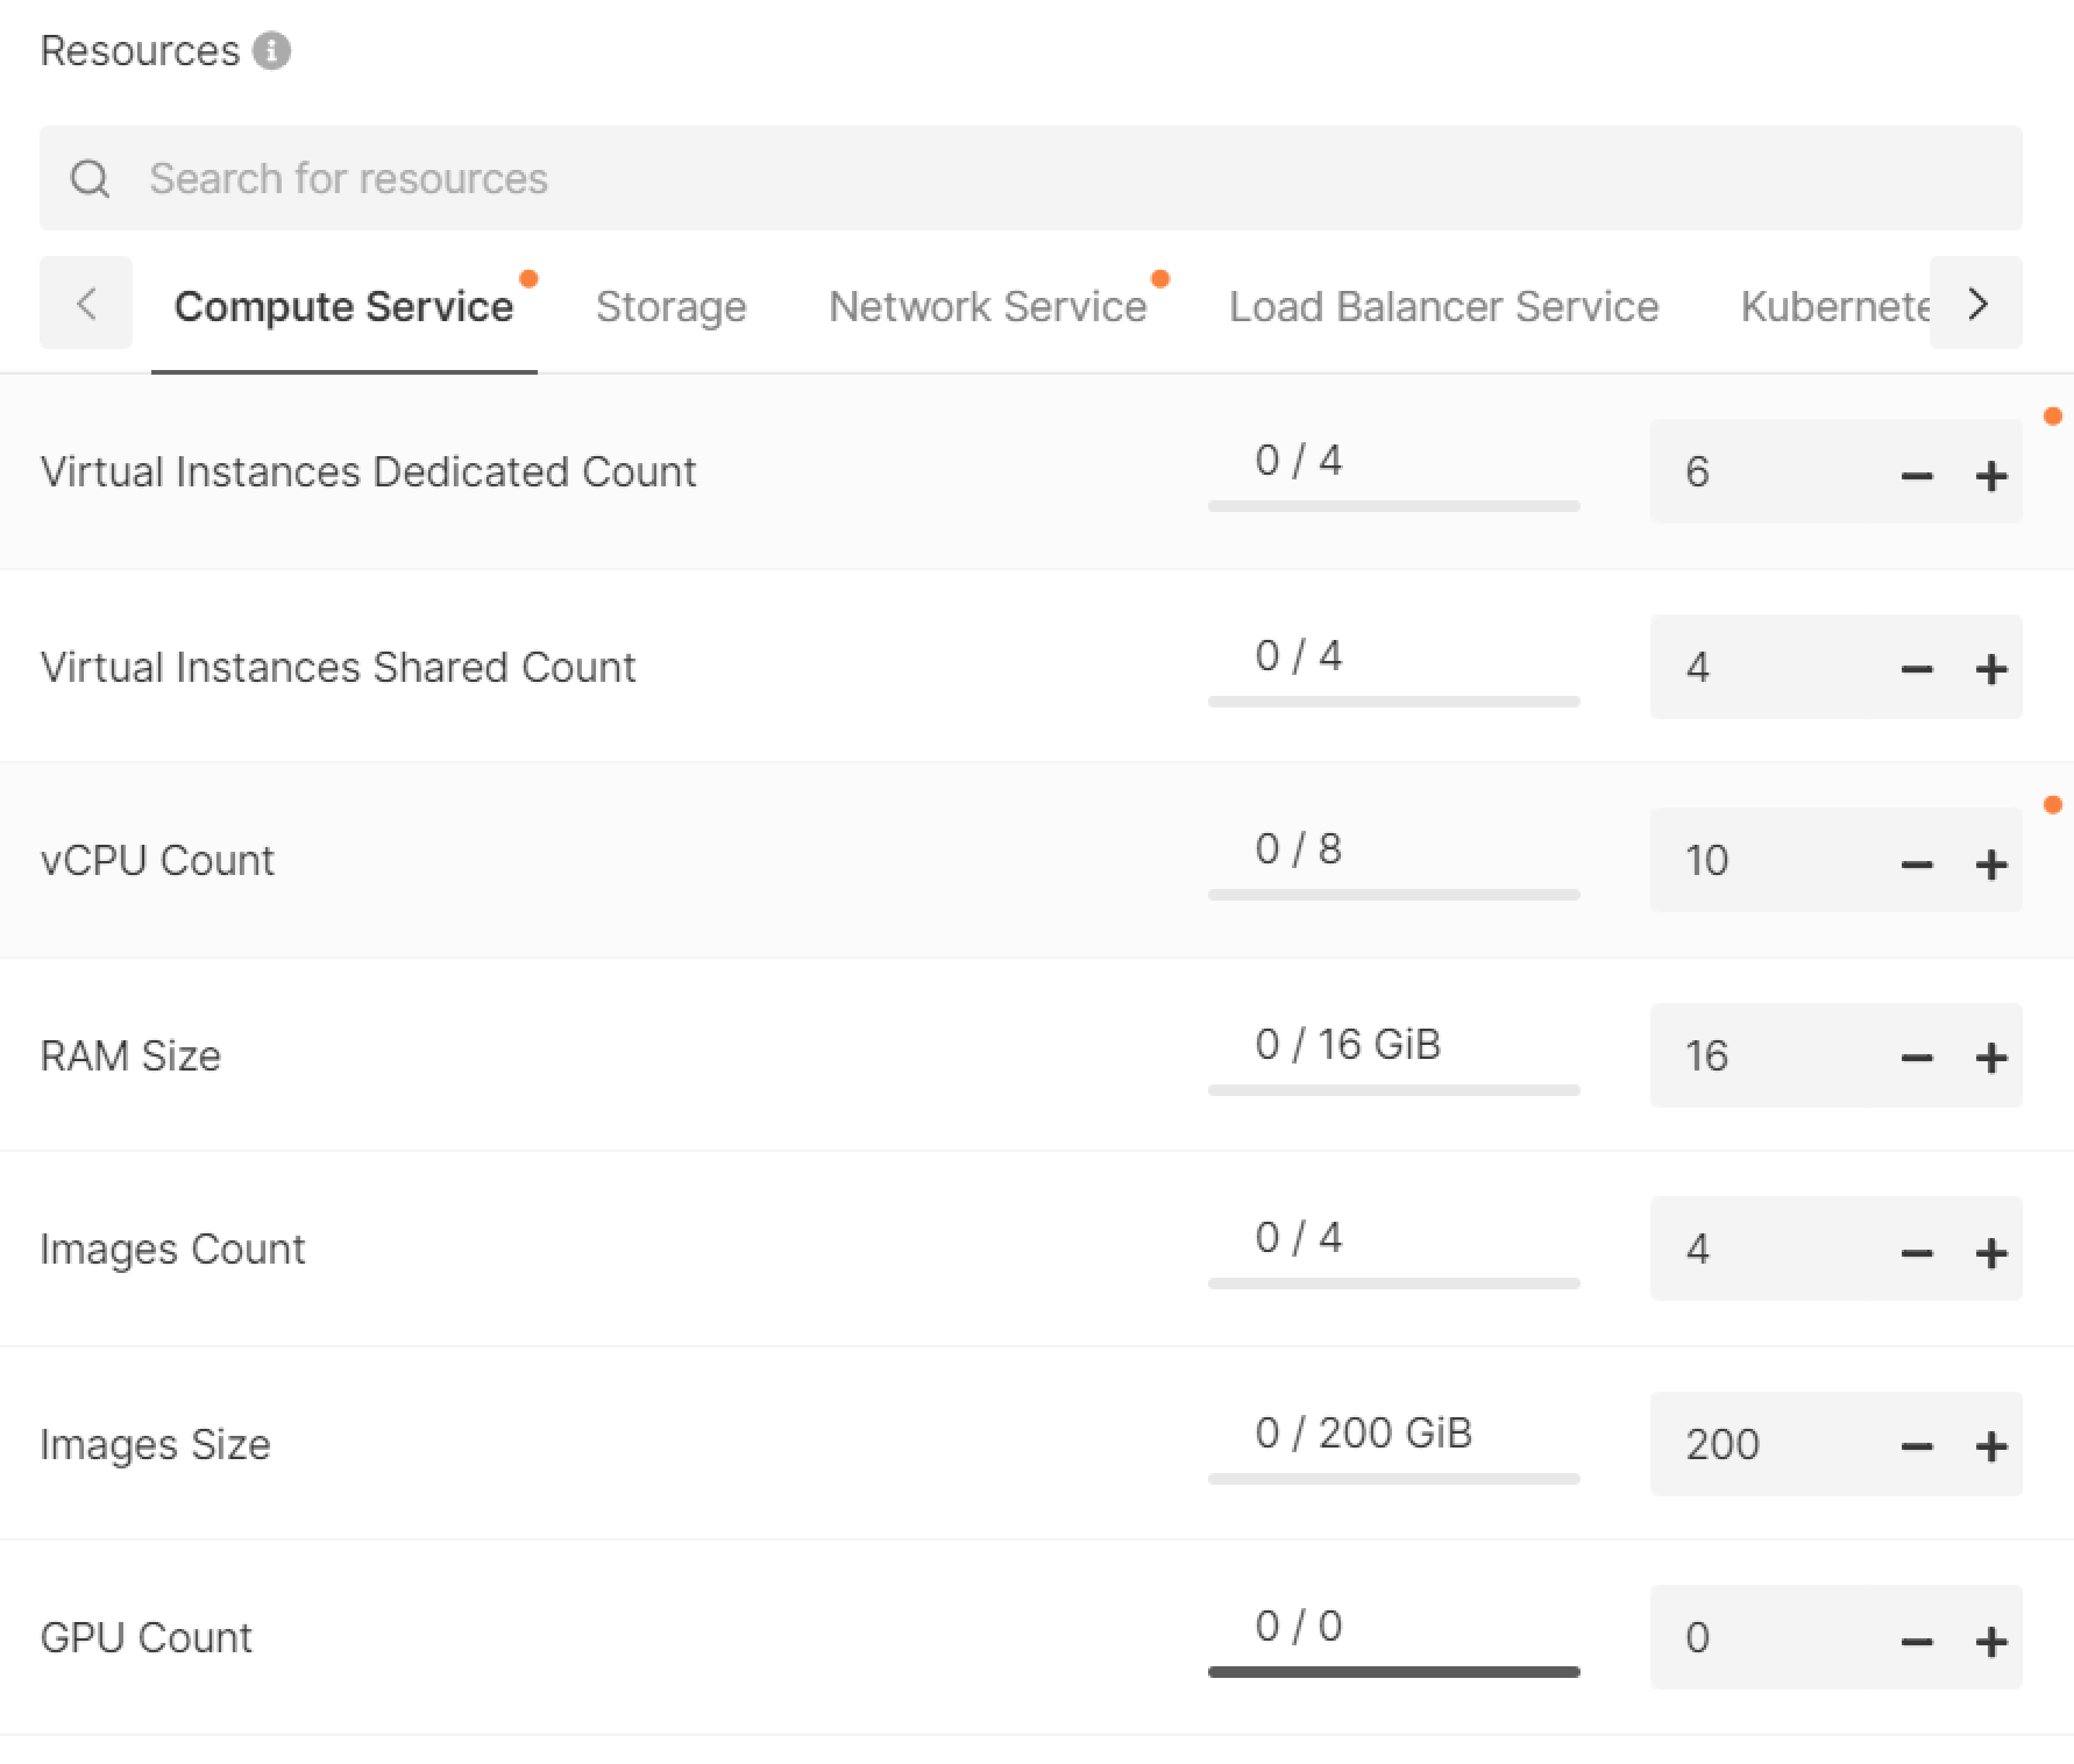 Resources
Search for resources
Compute Service Storage Network Service Load Balancer Service Kubernete
Virtual Instances Dedicated Count 0 / 4 6
Virtual Instances Shared Count 0 / 4 4
vCPU Count 0 / 8 10
RAM Size 0 / 16 GiB 16
Images Count 0 / 4 4
Images Size 0 / 200 GiB 200
GPU Count 0 / 0 0